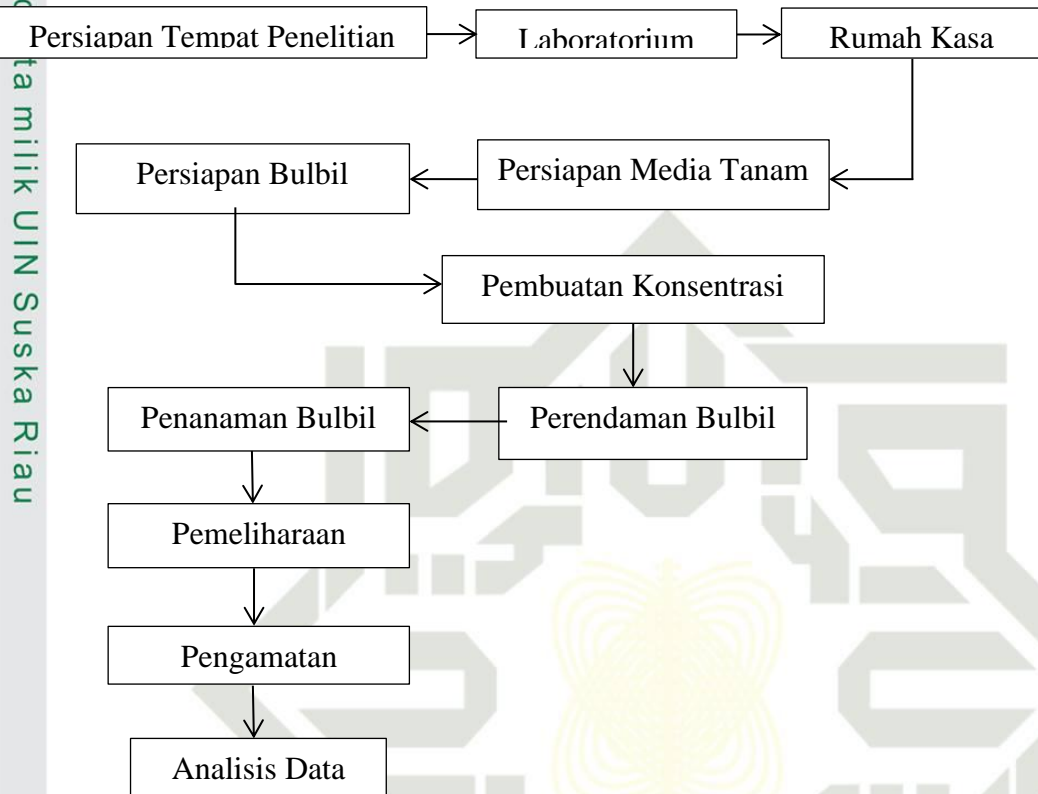 Persiapan Tempat Penelitian
Laboratorium
Rumah Kasa
Persiapan Media Tanam
Persiapan Bulbil
Pembuatan Konsentrasi
Perendaman Bulbil
Penanaman Bulbil
Pemeliharaan
Pengamatan
Analisis Data
milik UIN Suska Riau